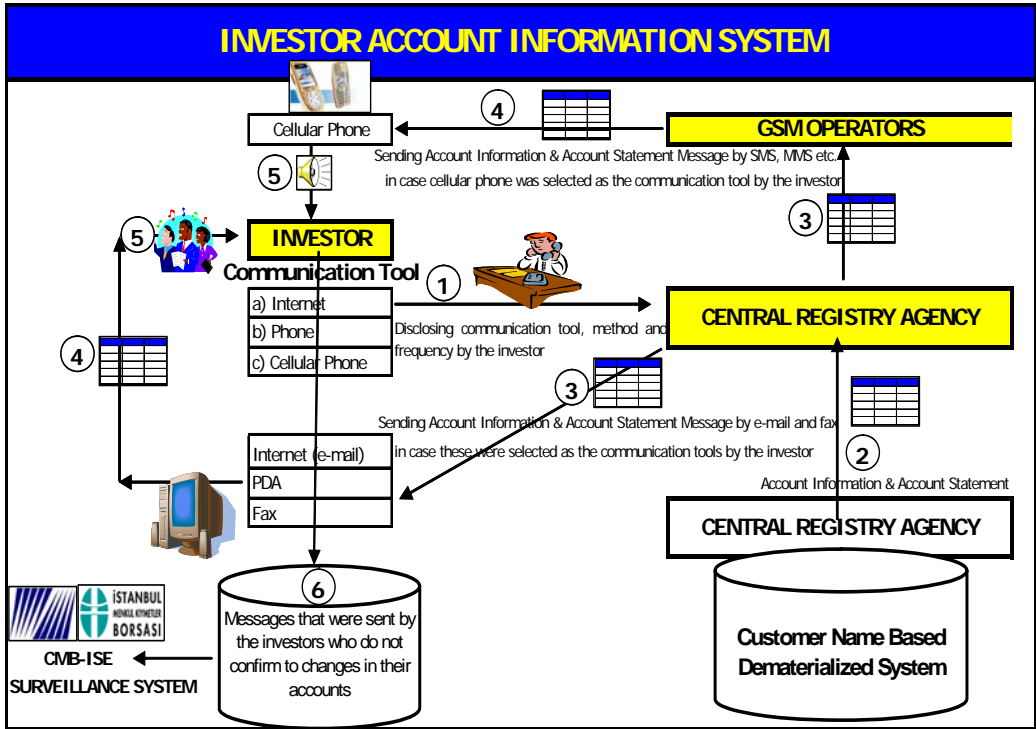 INVESTOR ACCOUNT INFORMATION SYSTEM
Cellular Phone
4
GSM OPERATORS
Sending Account Information & Account Statement Message by SMS, MMS etc.
in case cellular phone was selected as the communication tool by the investor
5
3
5
INVESTOR
Communication Tool
a) Internet
b) Phone
c) Cellular Phone
1
Disclosing communication tool, method and
frequency by the investor
CENTRAL REGISTRY AGENCY
4
3
Sending Account Information & Account Statement Message by e-mail and fax
in case these were selected as the communication tools by the investor
2
Internet (e-mail)
PDA
Fax
Account Information & Account Statement
CENTRAL REGISTRY AGENCY
Customer Name Based
Dematerialized System
6
Messages that were sent by
the investors who do not
confirm to changes in their
accounts
İSTANBUL
MENKUL KIYMETLER
BORSASI
CMB-ISE
SURVEILLANCE SYSTEM